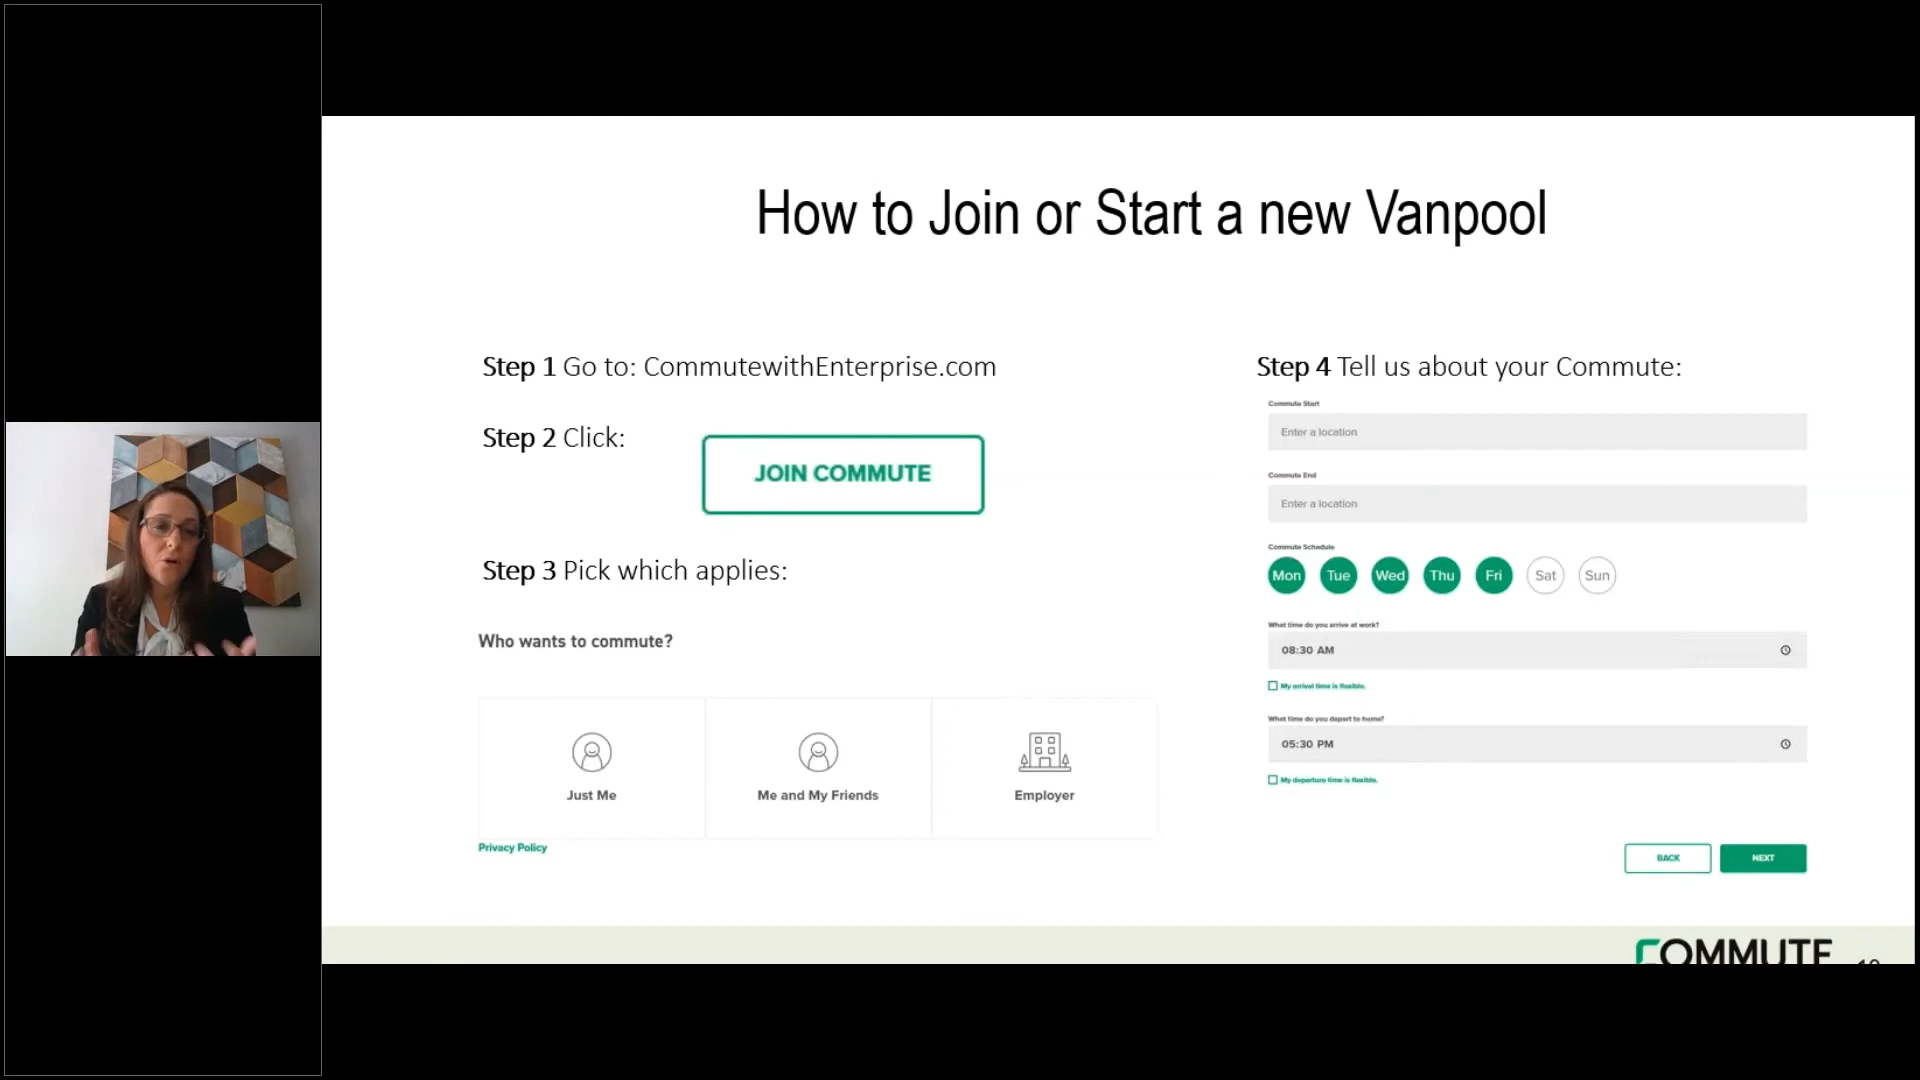 How to Join or Start a new Vanpool
Step 1 Go to: CommutewithEnterprise.com
Step 2 Click:
JOIN COMMUTE
Step 3 Pick which applies:
Who wants to commute?
Just Me
Me and My Friends
Employer
Privacy Policy
Step 4 Tell us about your Commute:
Commute Start
Enter a location
Commute End
Enter a location
Commute Schedule
Mon Tue Wed Thu Fri Sat Sun
What time do you arrive at work?
08:30 AM
My arrival time is flexible.
What time do you depart to home?
05:30 PM
My departure time is flexible.
BACK NEXT
COMMUTE